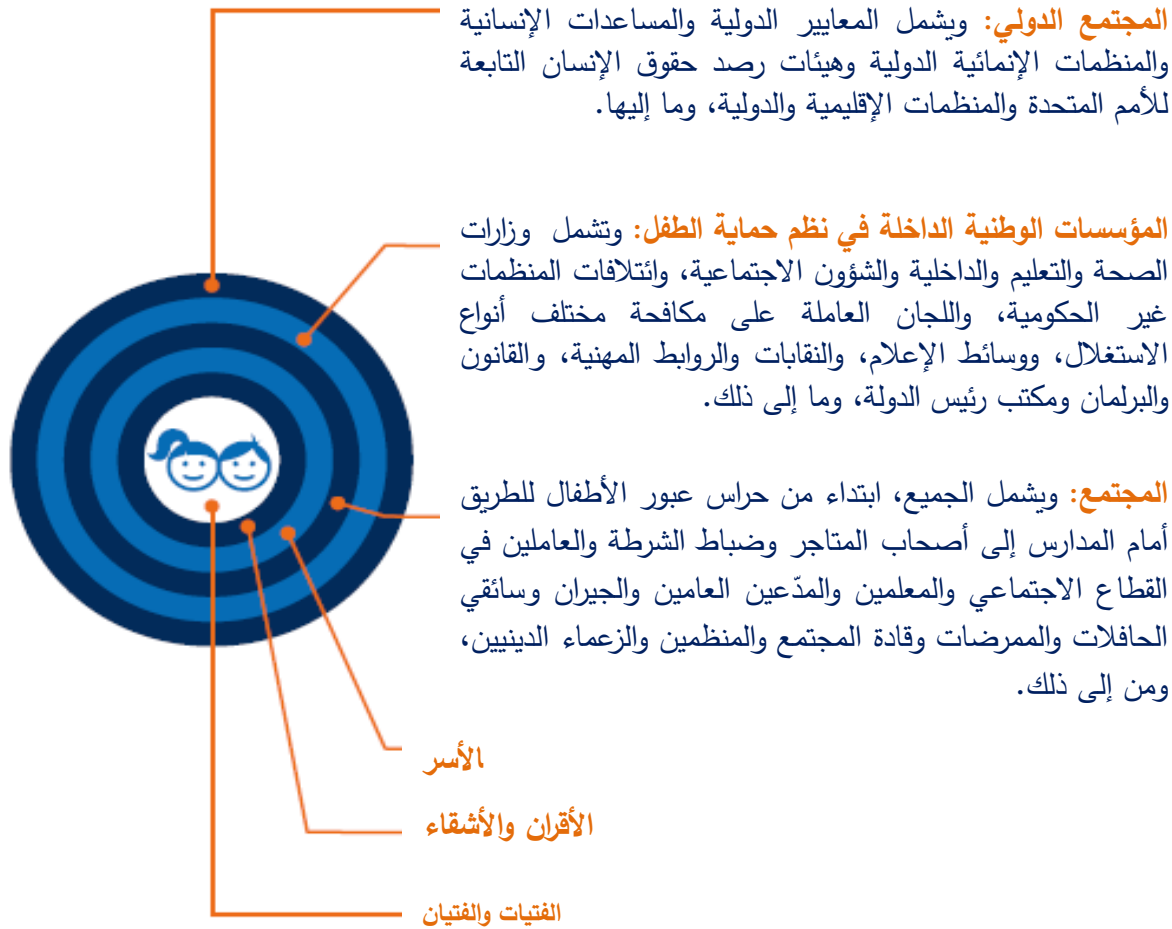 المجتمع الدولي: ويشمل المعايير الدولية والمساعدات الإنسانية
والمنظمات الإنمائية الدولية وهيئات رصد حقوق الإنسان التابعة
للأمم المتحدة والمنظمات الإقليمية والدولية، وما إليها.
المؤسسات الوطنية الداخلة في نظم حماية الطفل: وتشمل وزارات
الصحة والتعليم والداخلية والشؤون الاجتماعية، وائتلافات المنظمات
غير الحكومية، واللجان العاملة على مكافحة مختلف أنواع
الاستغلال، ووسائط الإعلام، والنقابات والروابط المهنية، والقانون
والبرلمان ومكتب رئيس الدولة، وما إلى ذلك.
المجتمع: ويشمل الجميع، ابتداء من حراس عبور الأطفال للطريق
أمام المدارس إلى أصحاب المتاجر وضباط الشرطة والعاملين في
القطاع الاجتماعي والمعلمين والمدّعين العامين والجيران وسائقي
الحافلات والممرضات وقادة المجتمع والمنظمين والزعماء الدينيين،
ومن إلى ذلك.
الأسر
الأقران والأشقاء
الفتيات والفتيان